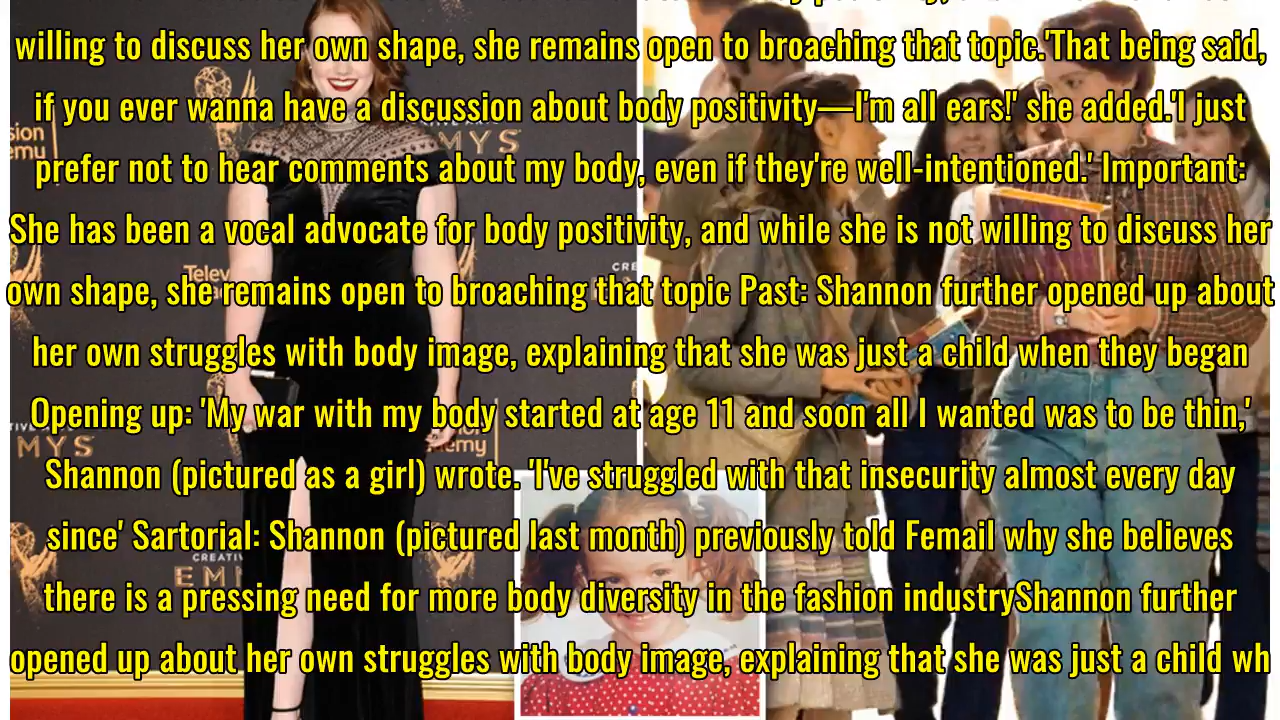 willing to discuss her own shape, she remains open to broaching that topic.'That being said,
if you ever wanna have a discussion about body positivity—I'm all ears!' she added.'I just
prefer not to hear comments about my body, even if they're well-intentioned.' Important:
She has been a vocal advocate for body positivity, and while she is not willing to discuss her
own shape, she remains open to broaching that topic Past: Shannon further opened up about
her own struggles with body image, explaining that she was just a child when they began
Opening up: 'My war with my body started at age 11 and soon all I wanted was to be thin,'
Shannon (pictured as a girl) wrote. 'I've struggled with that insecurity almost every day
since' Sartorial: Shannon (pictured last month) previously told Femail why she believes
there is a pressing need for more body diversity in the fashion industryShannon further
opened up about her own struggles with body image, explaining that she was just a child wh